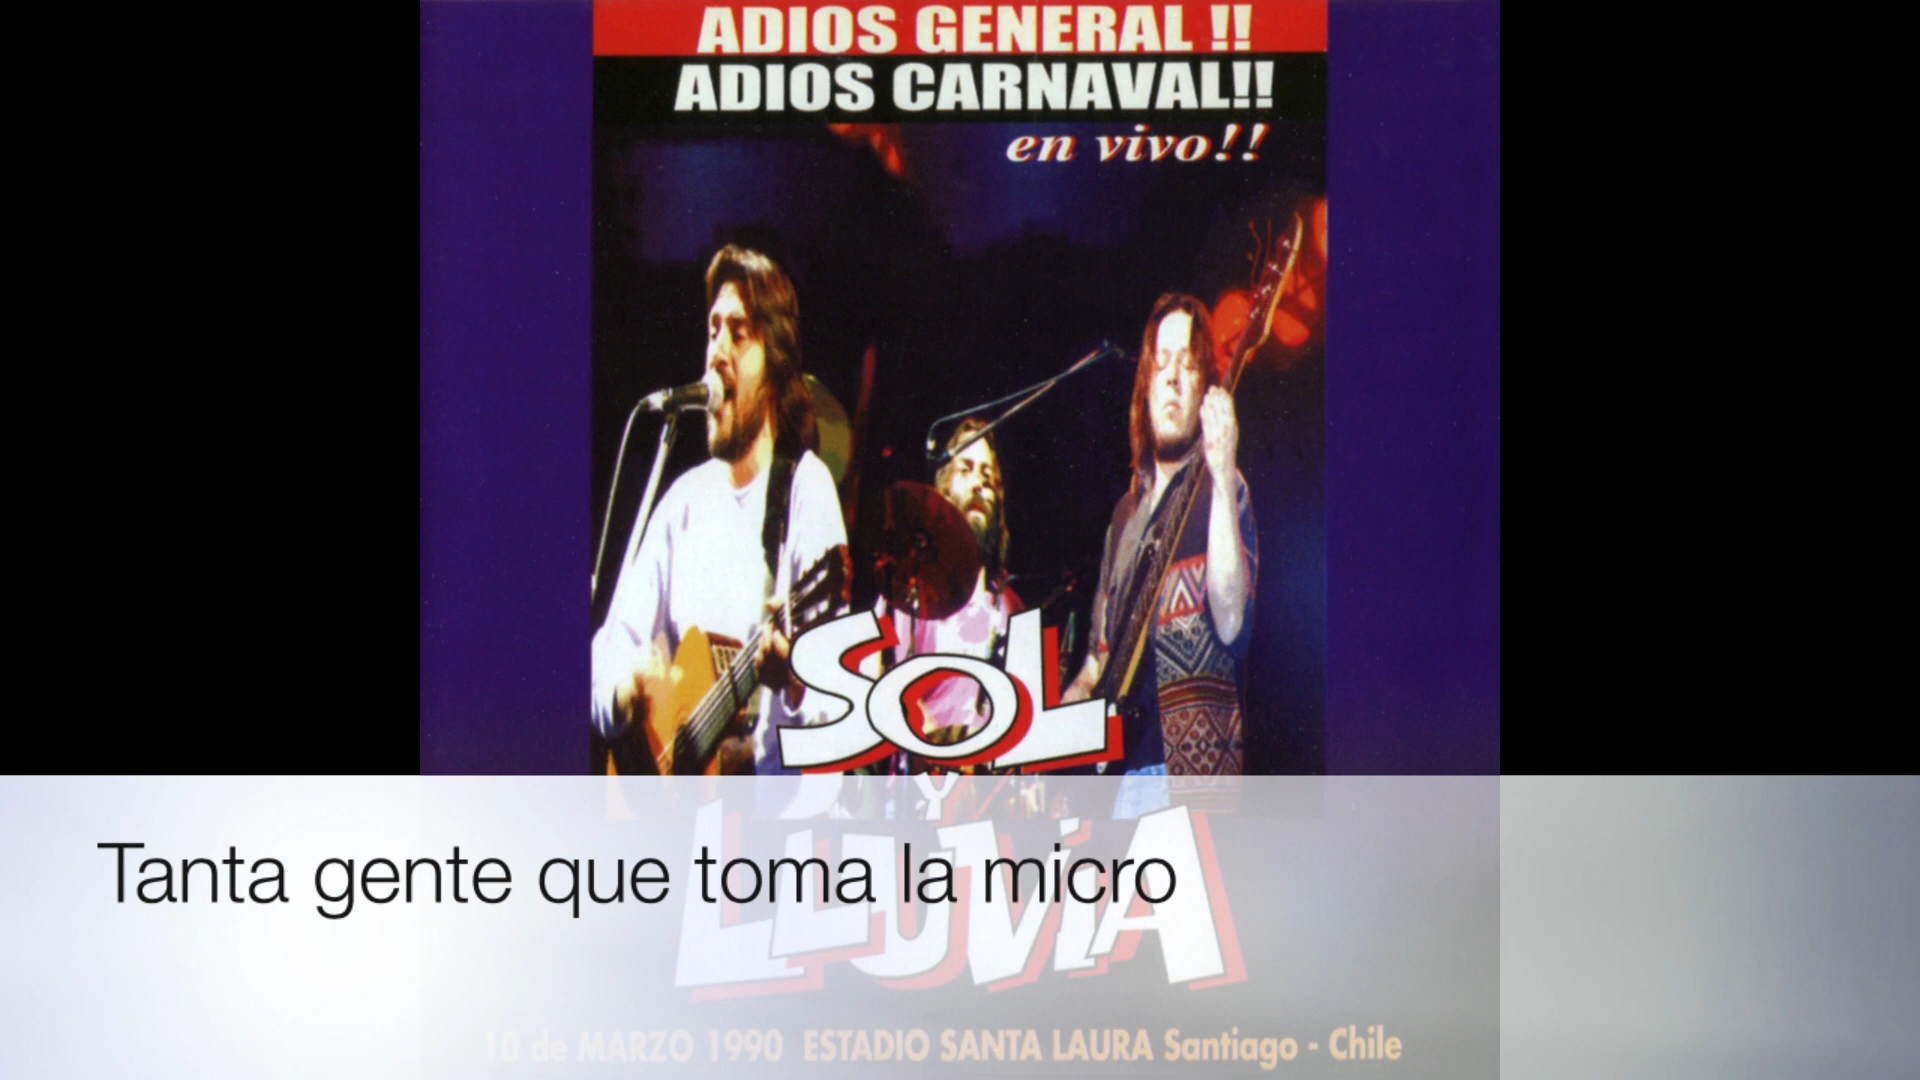 ADIOS GENERAL !!
ADIOS CARNAVAL!!
en vivo!!
SOL
Y
LLUViA
Tanta gente que toma la micro
10 de MARZO 1990 ESTADIO SANTA LAURA Santiago - Chile